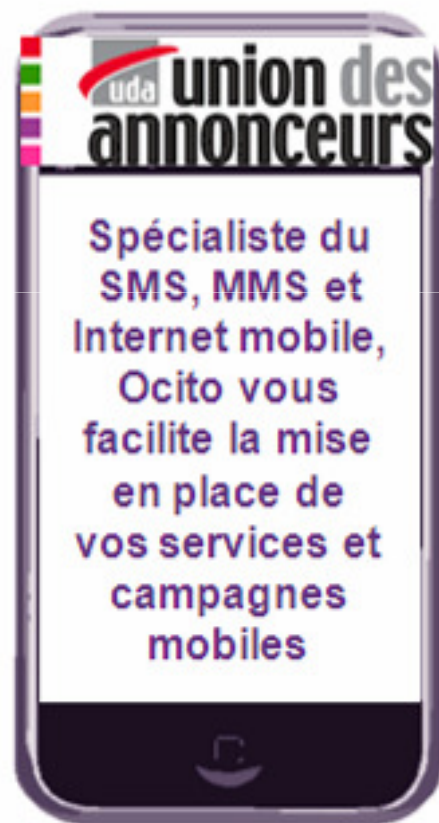 uda union des
annonceurs
Spécialiste du
SMS, MMS et
Internet mobile,
Ocito vous
facilite la mise
en place de
vos services et
campagnes
mobiles